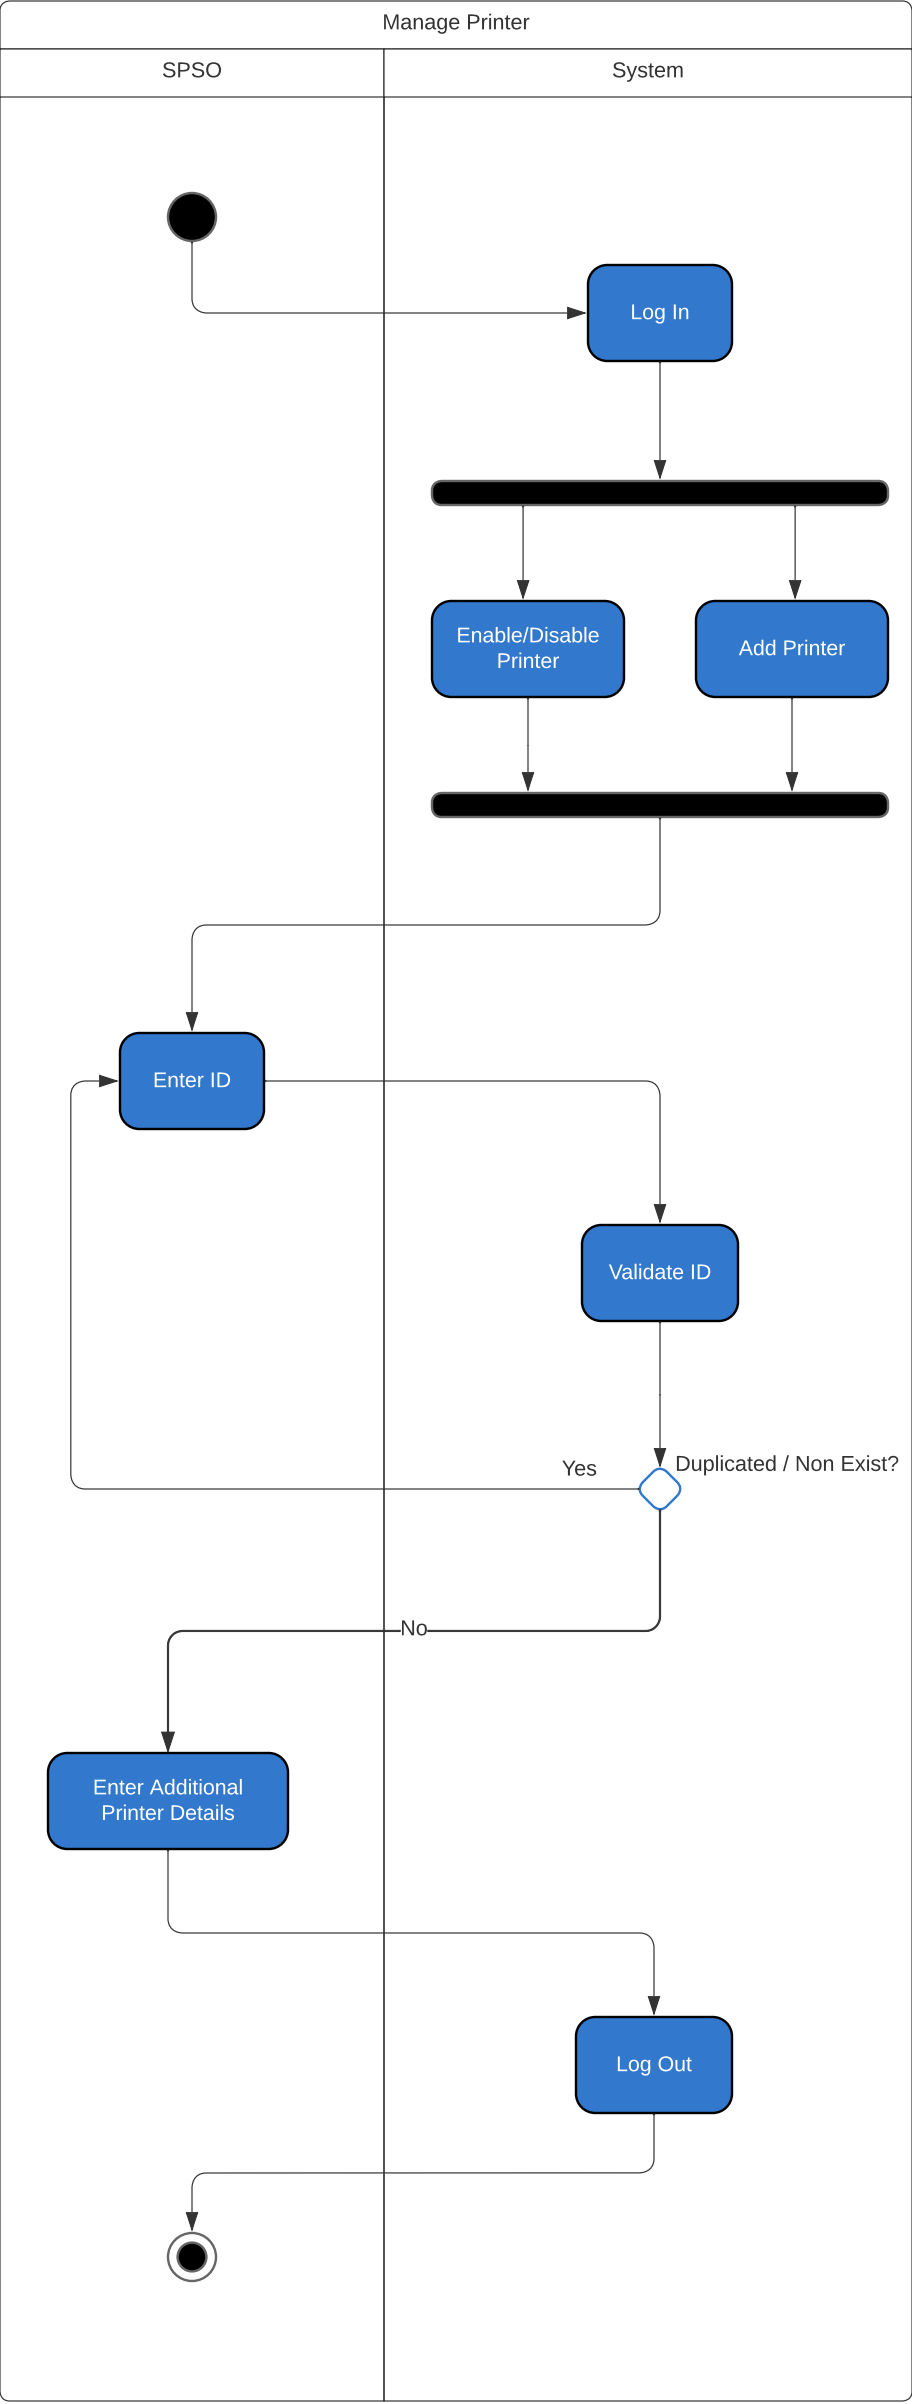 Manage Printer
SPSO
System
Log In
Enable/Disable
Printer
Add Printer
Enter ID
Validate ID
Duplicated / Non Exist?
Yes
No
Enter Additional
Printer Details
Log Out